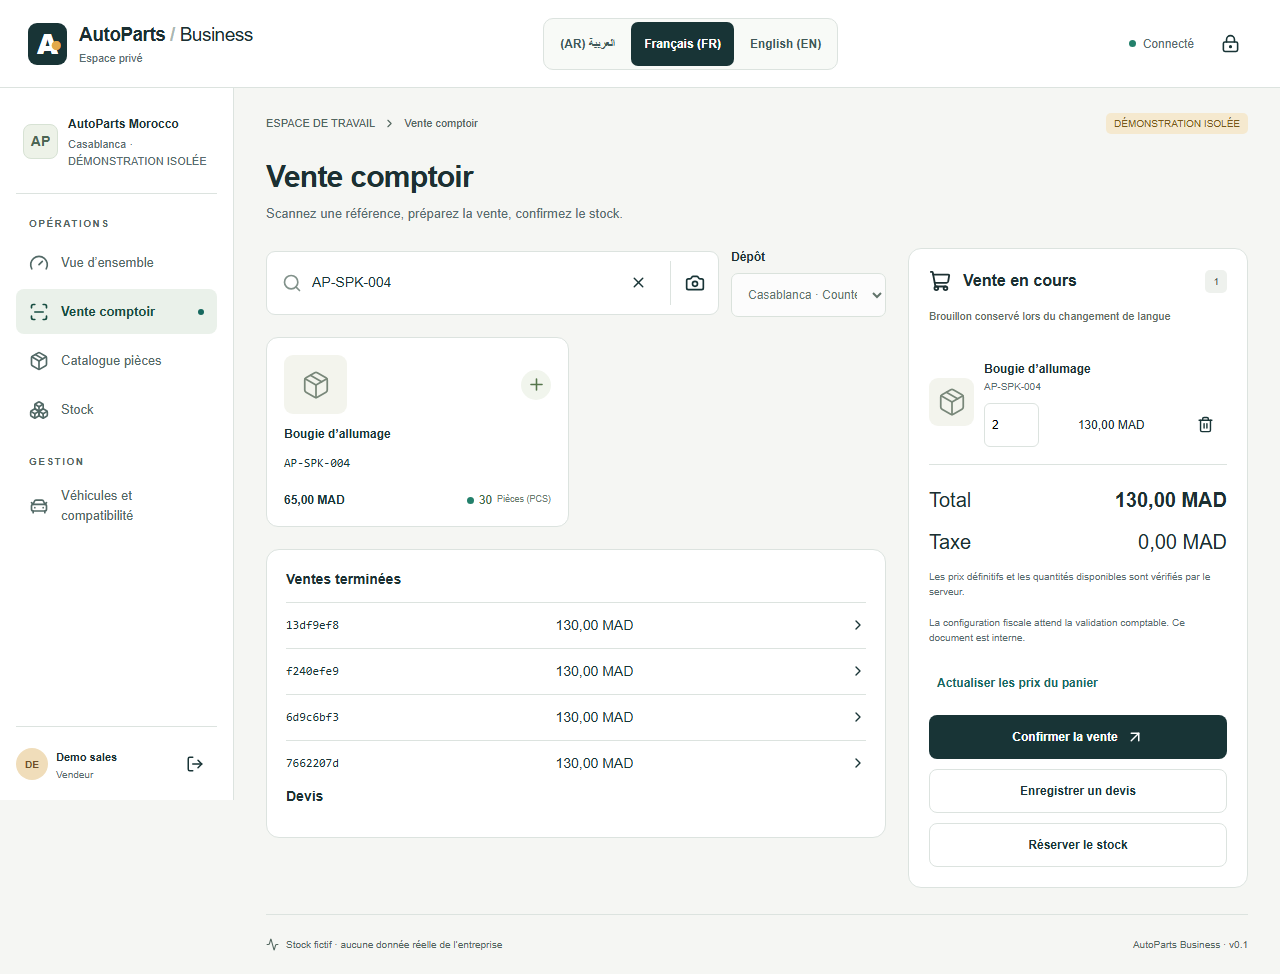 AutoParts / Business
Espace privé
العربية (AR)
Français (FR)
English (EN)
Connecté
AP
AutoParts Morocco
Casablanca ·
DÉMONSTRATION ISOLÉE
OPÉRATIONS
Vue d’ensemble
Vente comptoir
Catalogue pièces
Stock
GESTION
Véhicules et
compatibilité
DE
Demo sales
Vendeur
ESPACE DE TRAVAIL
Vente comptoir
DÉMONSTRATION ISOLÉE
Vente comptoir
Scannez une référence, préparez la vente, confirmez le stock.
AP-SPK-004
Dépôt
Casablanca · Counte
Bougie d’allumage
AP-SPK-004
65,00 MAD
30 Pièces (PCS)
Ventes terminées
13df9ef8 130,00 MAD
f240efe9 130,00 MAD
6d9c6bf3 130,00 MAD
7662207d 130,00 MAD
Devis
Vente en cours
1
Brouillon conservé lors du changement de langue
Bougie d’allumage
AP-SPK-004
2 130,00 MAD
Total 130,00 MAD
Taxe 0,00 MAD
Les prix définitifs et les quantités disponibles sont vérifiés par le
serveur.
La configuration fiscale attend la validation comptable. Ce
document est interne.
Actualiser les prix du panier
Confirmer la vente
Enregistrer un devis
Réserver le stock
Stock fictif · aucune donnée réelle de l’entreprise
AutoParts Business · v0.1